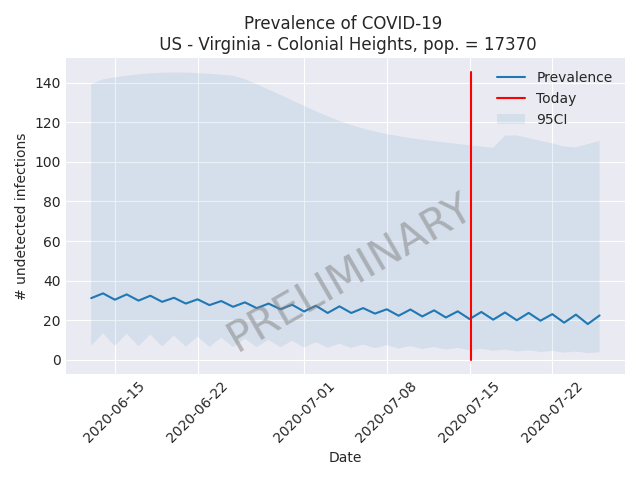 Prevalence of COVID-19
US - Virginia - Colonial Heights, pop. = 17370
# undetected infections
140
120
100
80
60
40
20
0
Prevalence
Today
95CI
PRELIMINARY
2020-06-15
2020-06-22
2020-07-01
2020-07-08
2020-07-15
2020-07-22
Date